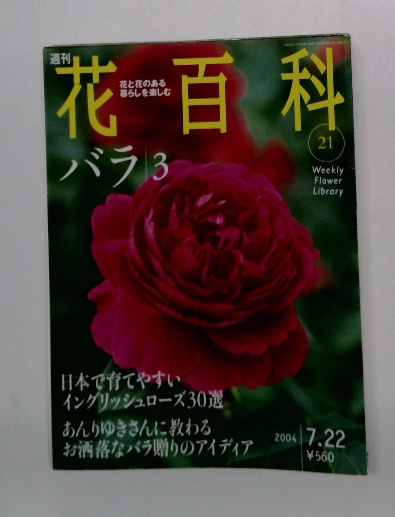 週刊
花百科
花と花のある
暮らしを楽しむ
21
Weekly
Flower
Library
バラ 3
日本で育てやすい
イングリッシュローズ30選
あんりゆきさんに教わる
お洒落なバラ贈りのアイディア
2004 7.22
¥560